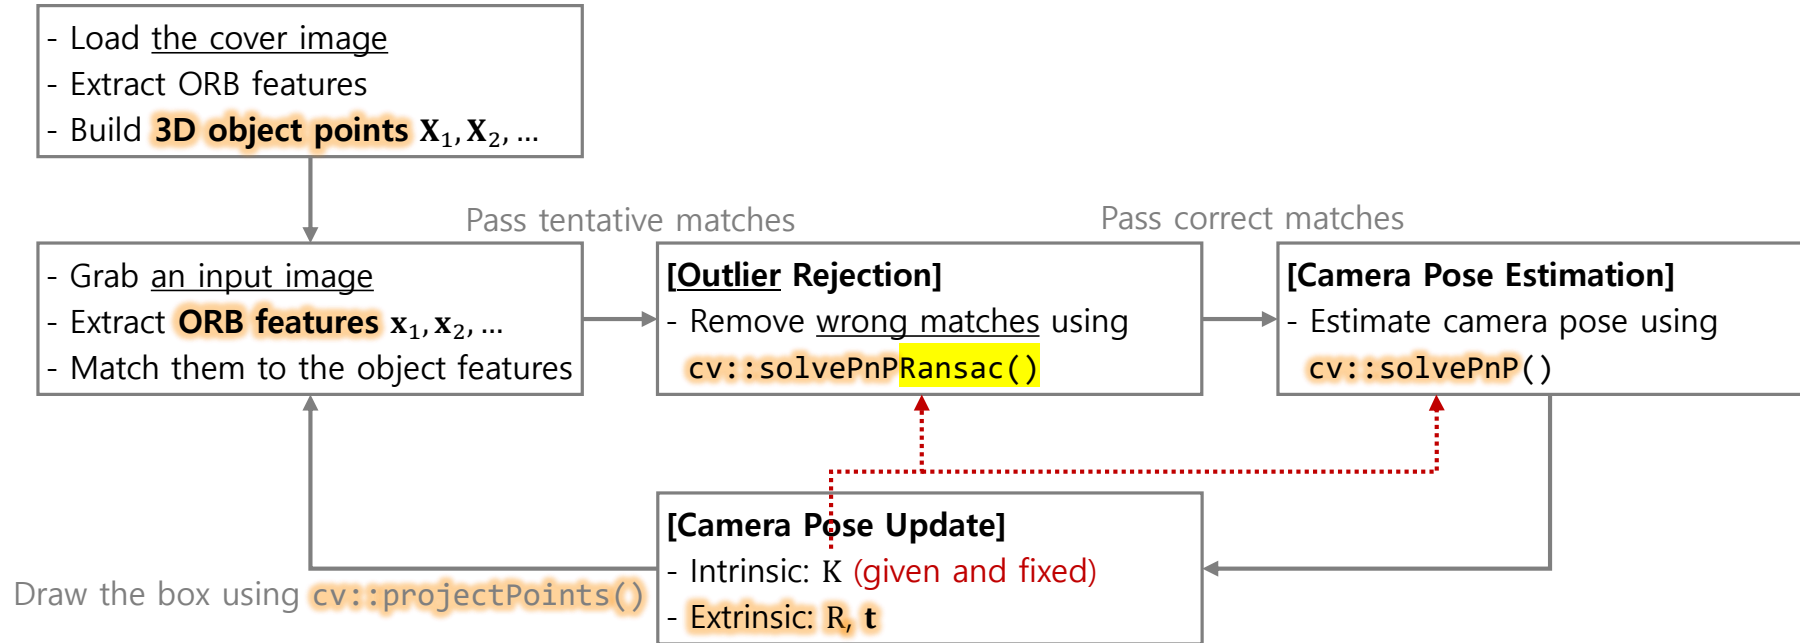 - Load the cover image
- Extract ORB features
- Build 3D object points X₁, X₂, ...
Pass tentative matches
Pass correct matches
- Grab an input image
- Extract ORB features x₁, x₂, ...
- Match them to the object features
[Outlier Rejection]
- Remove wrong matches using
cv::solvePnPRansac()
[Camera Pose Estimation]
- Estimate camera pose using
cv::solvePnP()
[Camera Pose Update]
- Intrinsic: K (given and fixed)
- Extrinsic: R, t
Draw the box using cv::projectPoints()